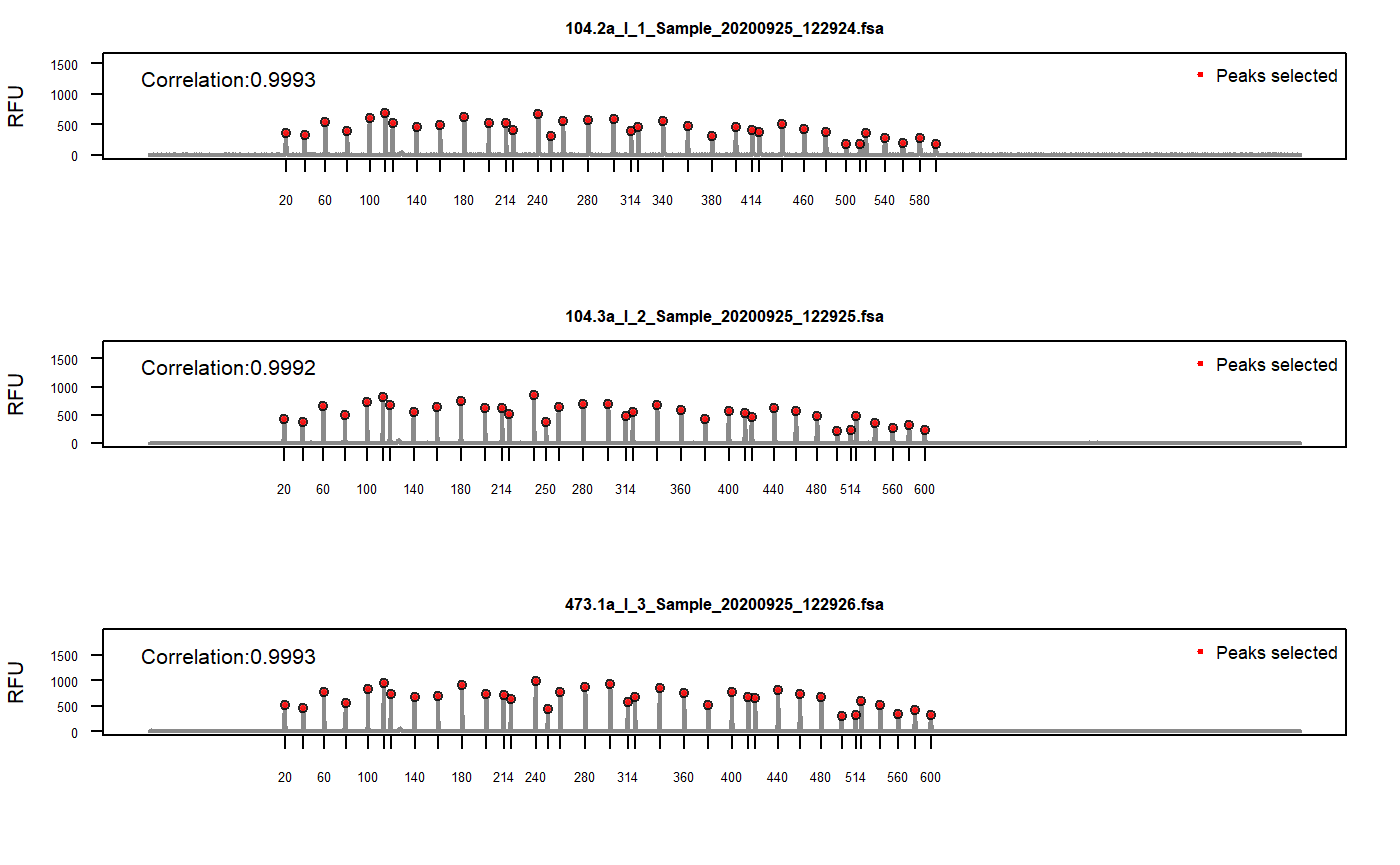 104.2a_I_1_Sample_20200925_122924.fsa
Correlation:0.9993
Peaks selected
RFU
1500
1000
500
0
20 60 100 140 180 214 240 280 314 340 380 414 460 500 540 580
104.3a_I_2_Sample_20200925_122925.fsa
Correlation:0.9992
Peaks selected
RFU
1500
1000
500
0
20 60 100 140 180 214 250 280 314 360 400 440 480 514 560 600
473.1a_I_3_Sample_20200925_122926.fsa
Correlation:0.9993
Peaks selected
RFU
1500
1000
500
0
20 60 100 140 180 214 240 280 314 360 400 440 480 514 560 600